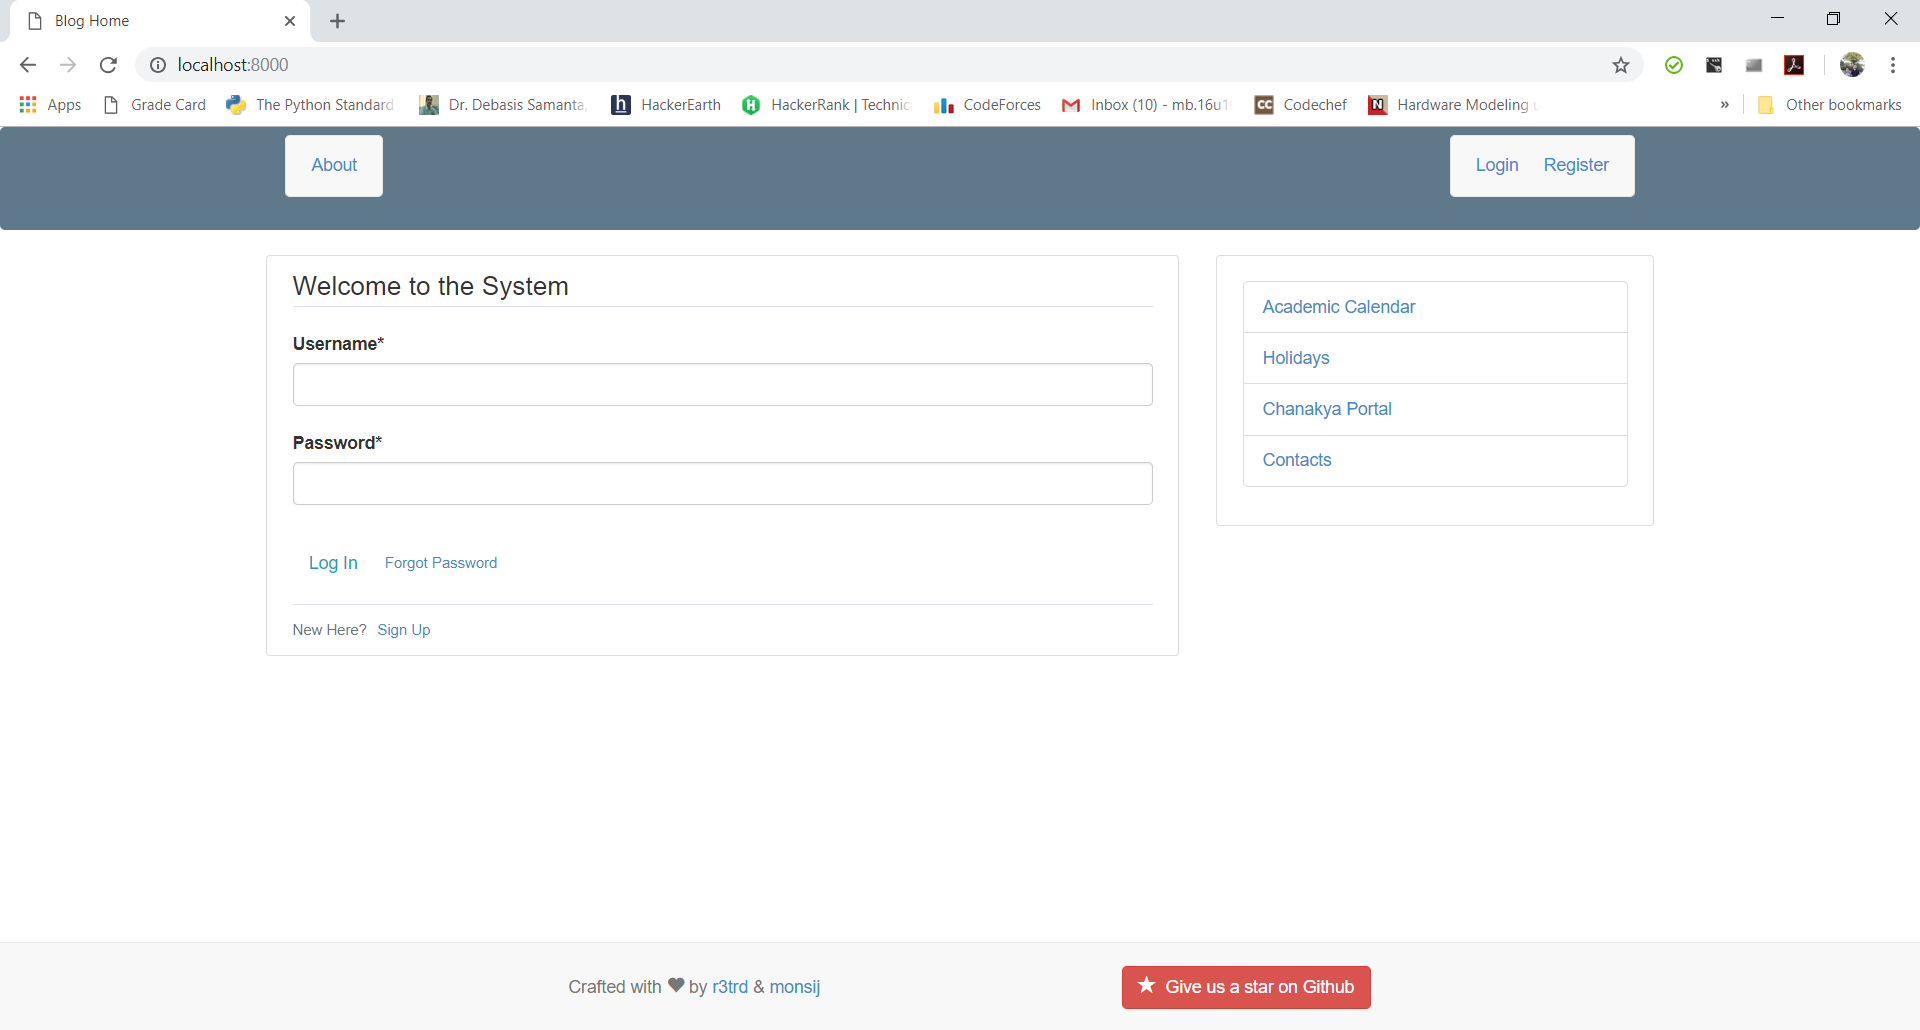 Blog Home
localhost:8000
Apps Grade Card The Python Standard Dr. Debasis Samanta, HackerEarth HackerRank | Technic CodeForces Inbox (10) - mb.16u1 Codechef Hardware Modeling » Other bookmarks
About Login Register
Welcome to the System
Academic Calendar
Username*
Holidays
Chanakya Portal
Password*
Contacts
Log In Forgot Password
New Here? Sign Up
Crafted with ♥ by r3trd & monsij
★ Give us a star on Github